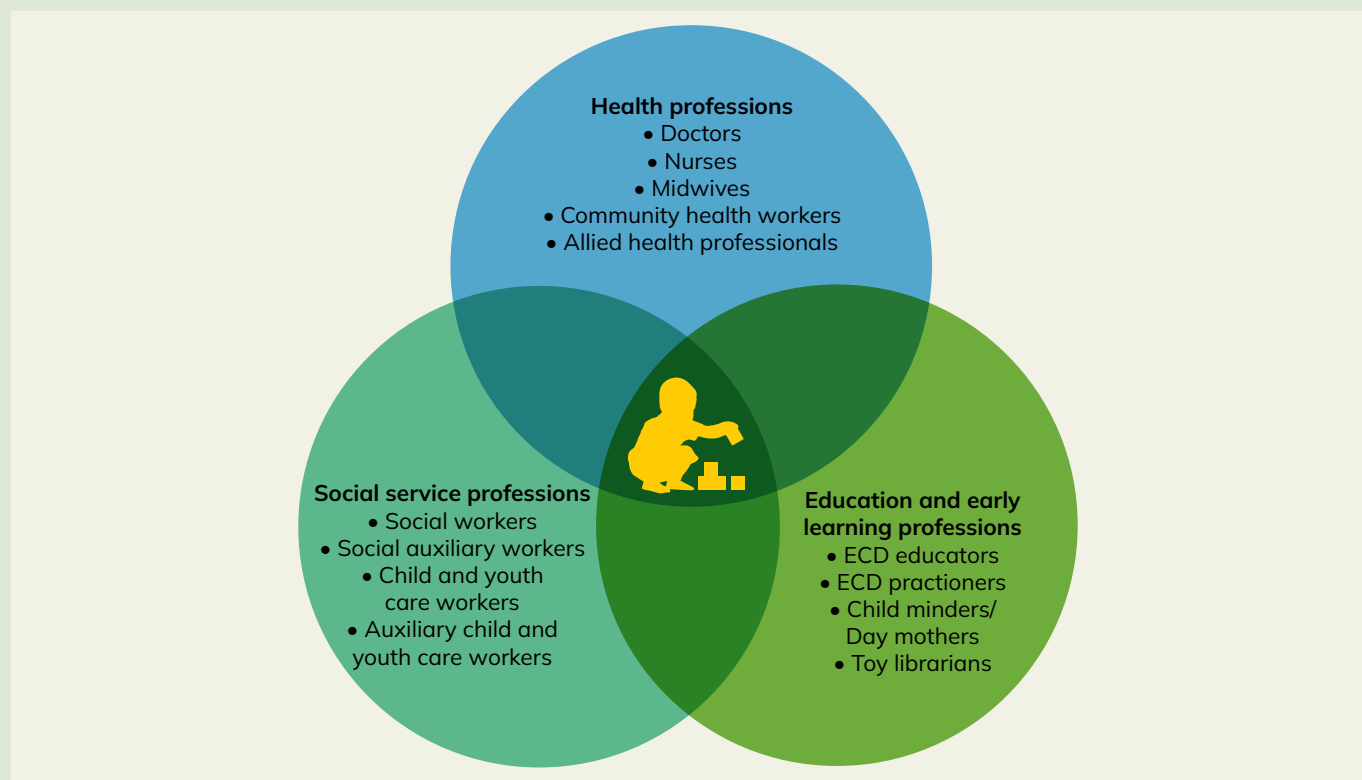 Health professions
• Doctors
• Nurses
• Midwives
• Community health workers
• Allied health professionals
Social service professions
• Social workers
• Social auxiliary workers
• Child and youth
care workers
• Auxiliary child and
youth care workers
Education and early
learning professions
• ECD educators
• ECD practioners
• Child minders/
Day mothers
• Toy librarians